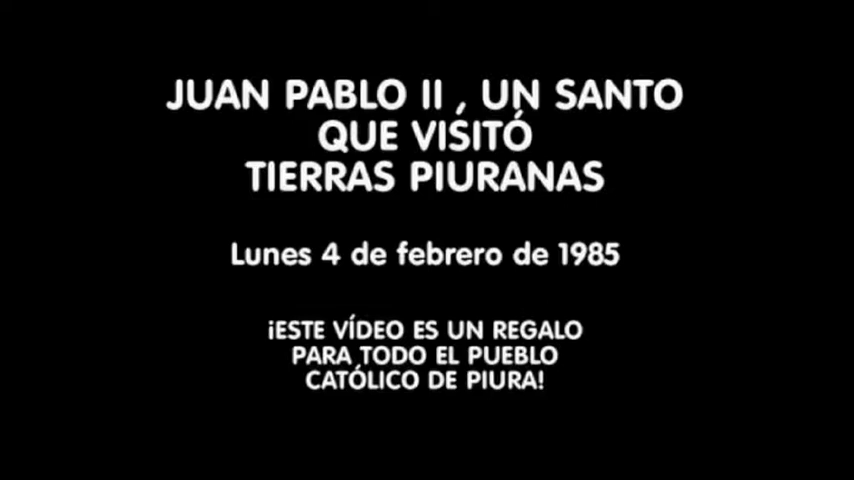 JUAN PABLO II , UN SANTO
QUE VISITÓ
TIERRAS PIURANAS
Lunes 4 de febrero de 1985
¡ESTE VÍDEO ES UN REGALO
PARA TODO EL PUEBLO
CATÓLICO DE PIURA!